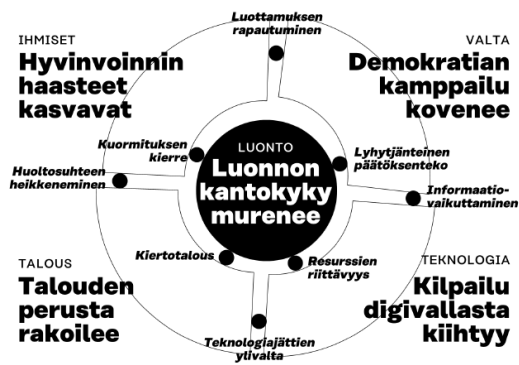 Luottamuksen
rapautuminen
IHMISET
Hyvinvoinnin
haasteet
kasvavat
VALTA
Demokratian
kamppailu
kovenee
Kuormituksen
kierre
LUONTO
Luonnon
kantokyky
murenee
Lyhytjänteinen
päätöksenteko
Huoltosuhteen
heikkeneminen
Informaatio-
vaikuttaminen
Kiertotalous
Resurssien
riittävyys
TALOUS
Talouden
perusta
rakoilee
TEKNOLOGIA
Kilpailu
digivallasta
kiihtyy
Teknologiajättien
ylivalta